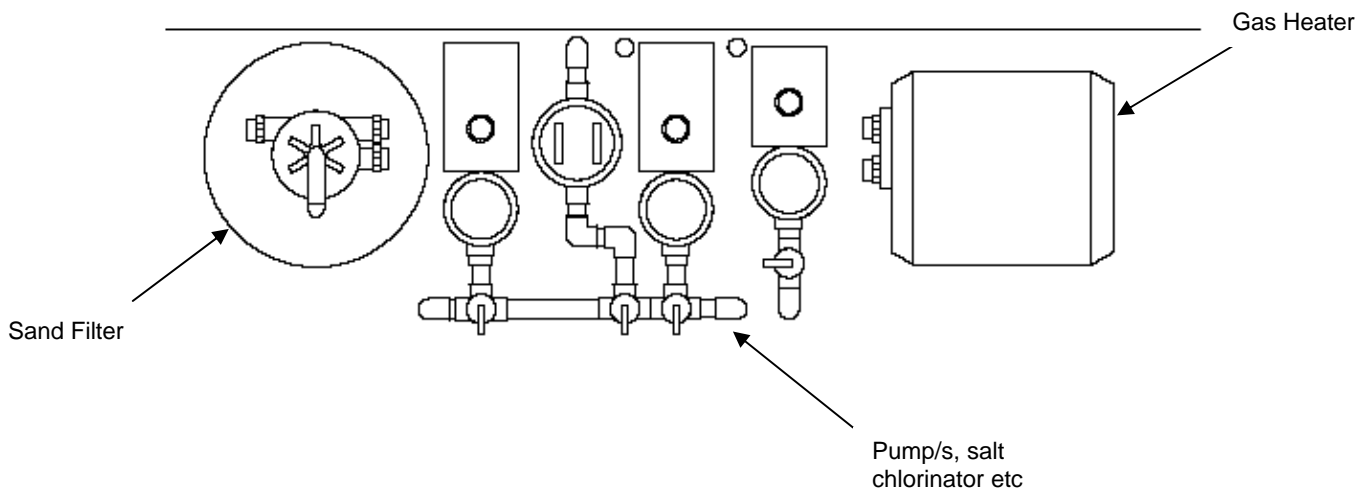 Gas Heater
Sand Filter
Pump/s, salt
chlorinator etc